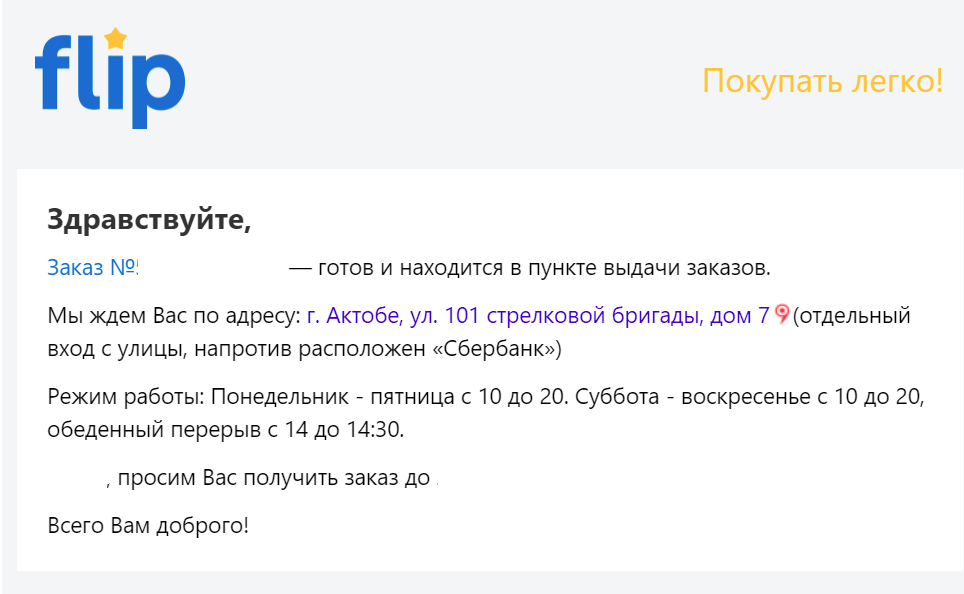 flip
Покупать легко!
Здравствуйте,
Заказ № — готов и находится в пункте выдачи заказов.
Мы ждем Вас по адресу: г. Актобе, ул. 101 стрелковой бригады, дом 7 (отдельный
вход с улицы, напротив расположен «Сбербанк»)
Режим работы: Понедельник - пятница с 10 до 20. Суббота - воскресенье с 10 до 20,
обеденный перерыв с 14 до 14:30.
, просим Вас получить заказ до
Всего Вам доброго!